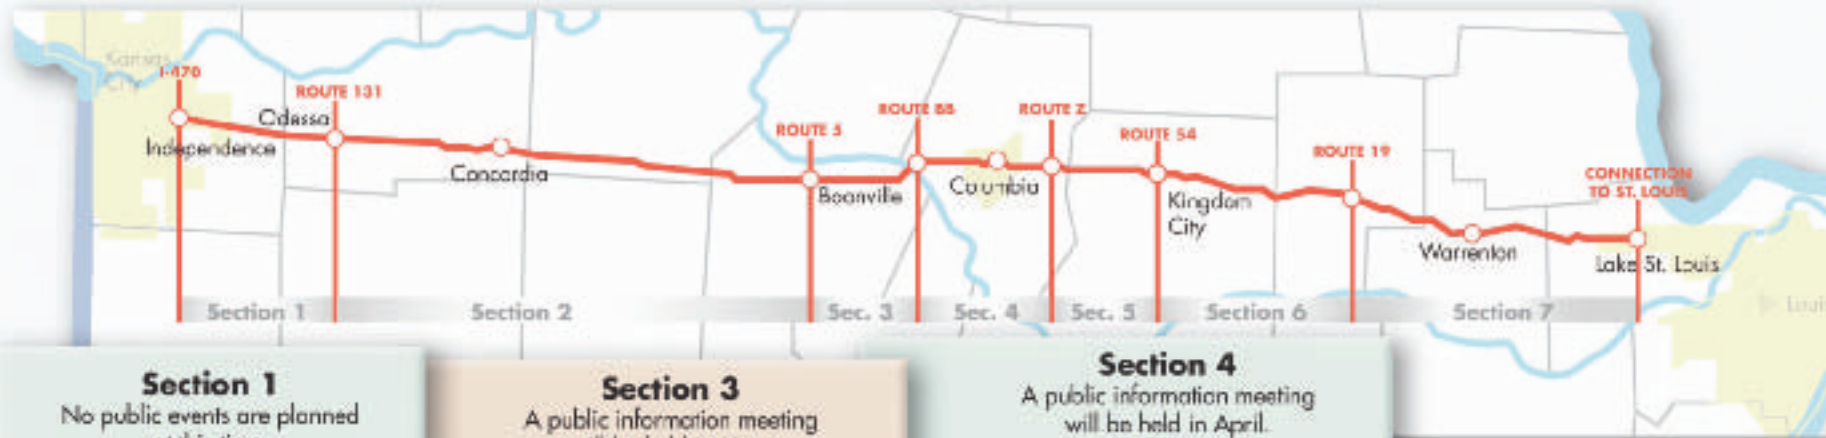 Kansas
City
I-470
ROUTE 131
Odessa
Independence
Concordia
ROUTE 5
Boonville
ROUTE BB
ROUTE Z
Columbia
ROUTE 54
Kingdom
City
ROUTE 19
Warrenton
CONNECTION
TO ST. LOUIS
Lake St. Louis
Section 1
Section 2
Sec. 3
Sec. 4
Sec. 5
Section 6
Section 7
Section 1
No public events are planned
Section 3
A public information meeting
Section 4
A public information meeting
will be held in April.